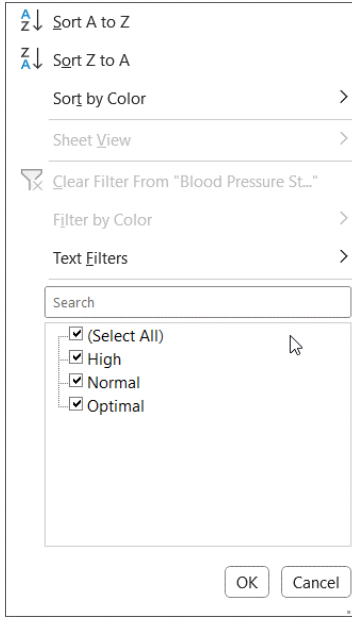 Sort A to Z
Sort Z to A
Sort by Color
Sheet View
Clear Filter From "Blood Pressure St..."
Filter by Color
Text Filters
Search
(Select All)
High
Normal
Optimal
OK Cancel